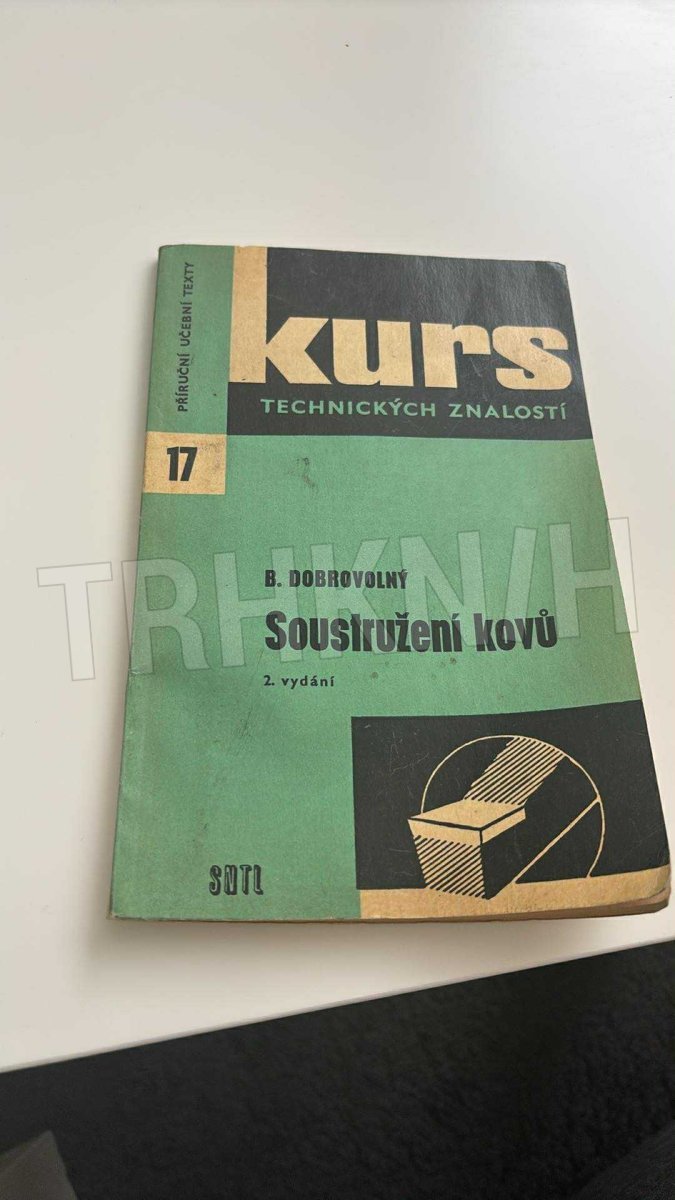 PŘÍRUČNÍ UČEBNÍ TEXTY
kurs
TECHNICKÝCH ZNALOSTÍ
17
TRHKNIH
B. DOBROVOLNÝ
Soustružení kovů
2. vydání
SNTL